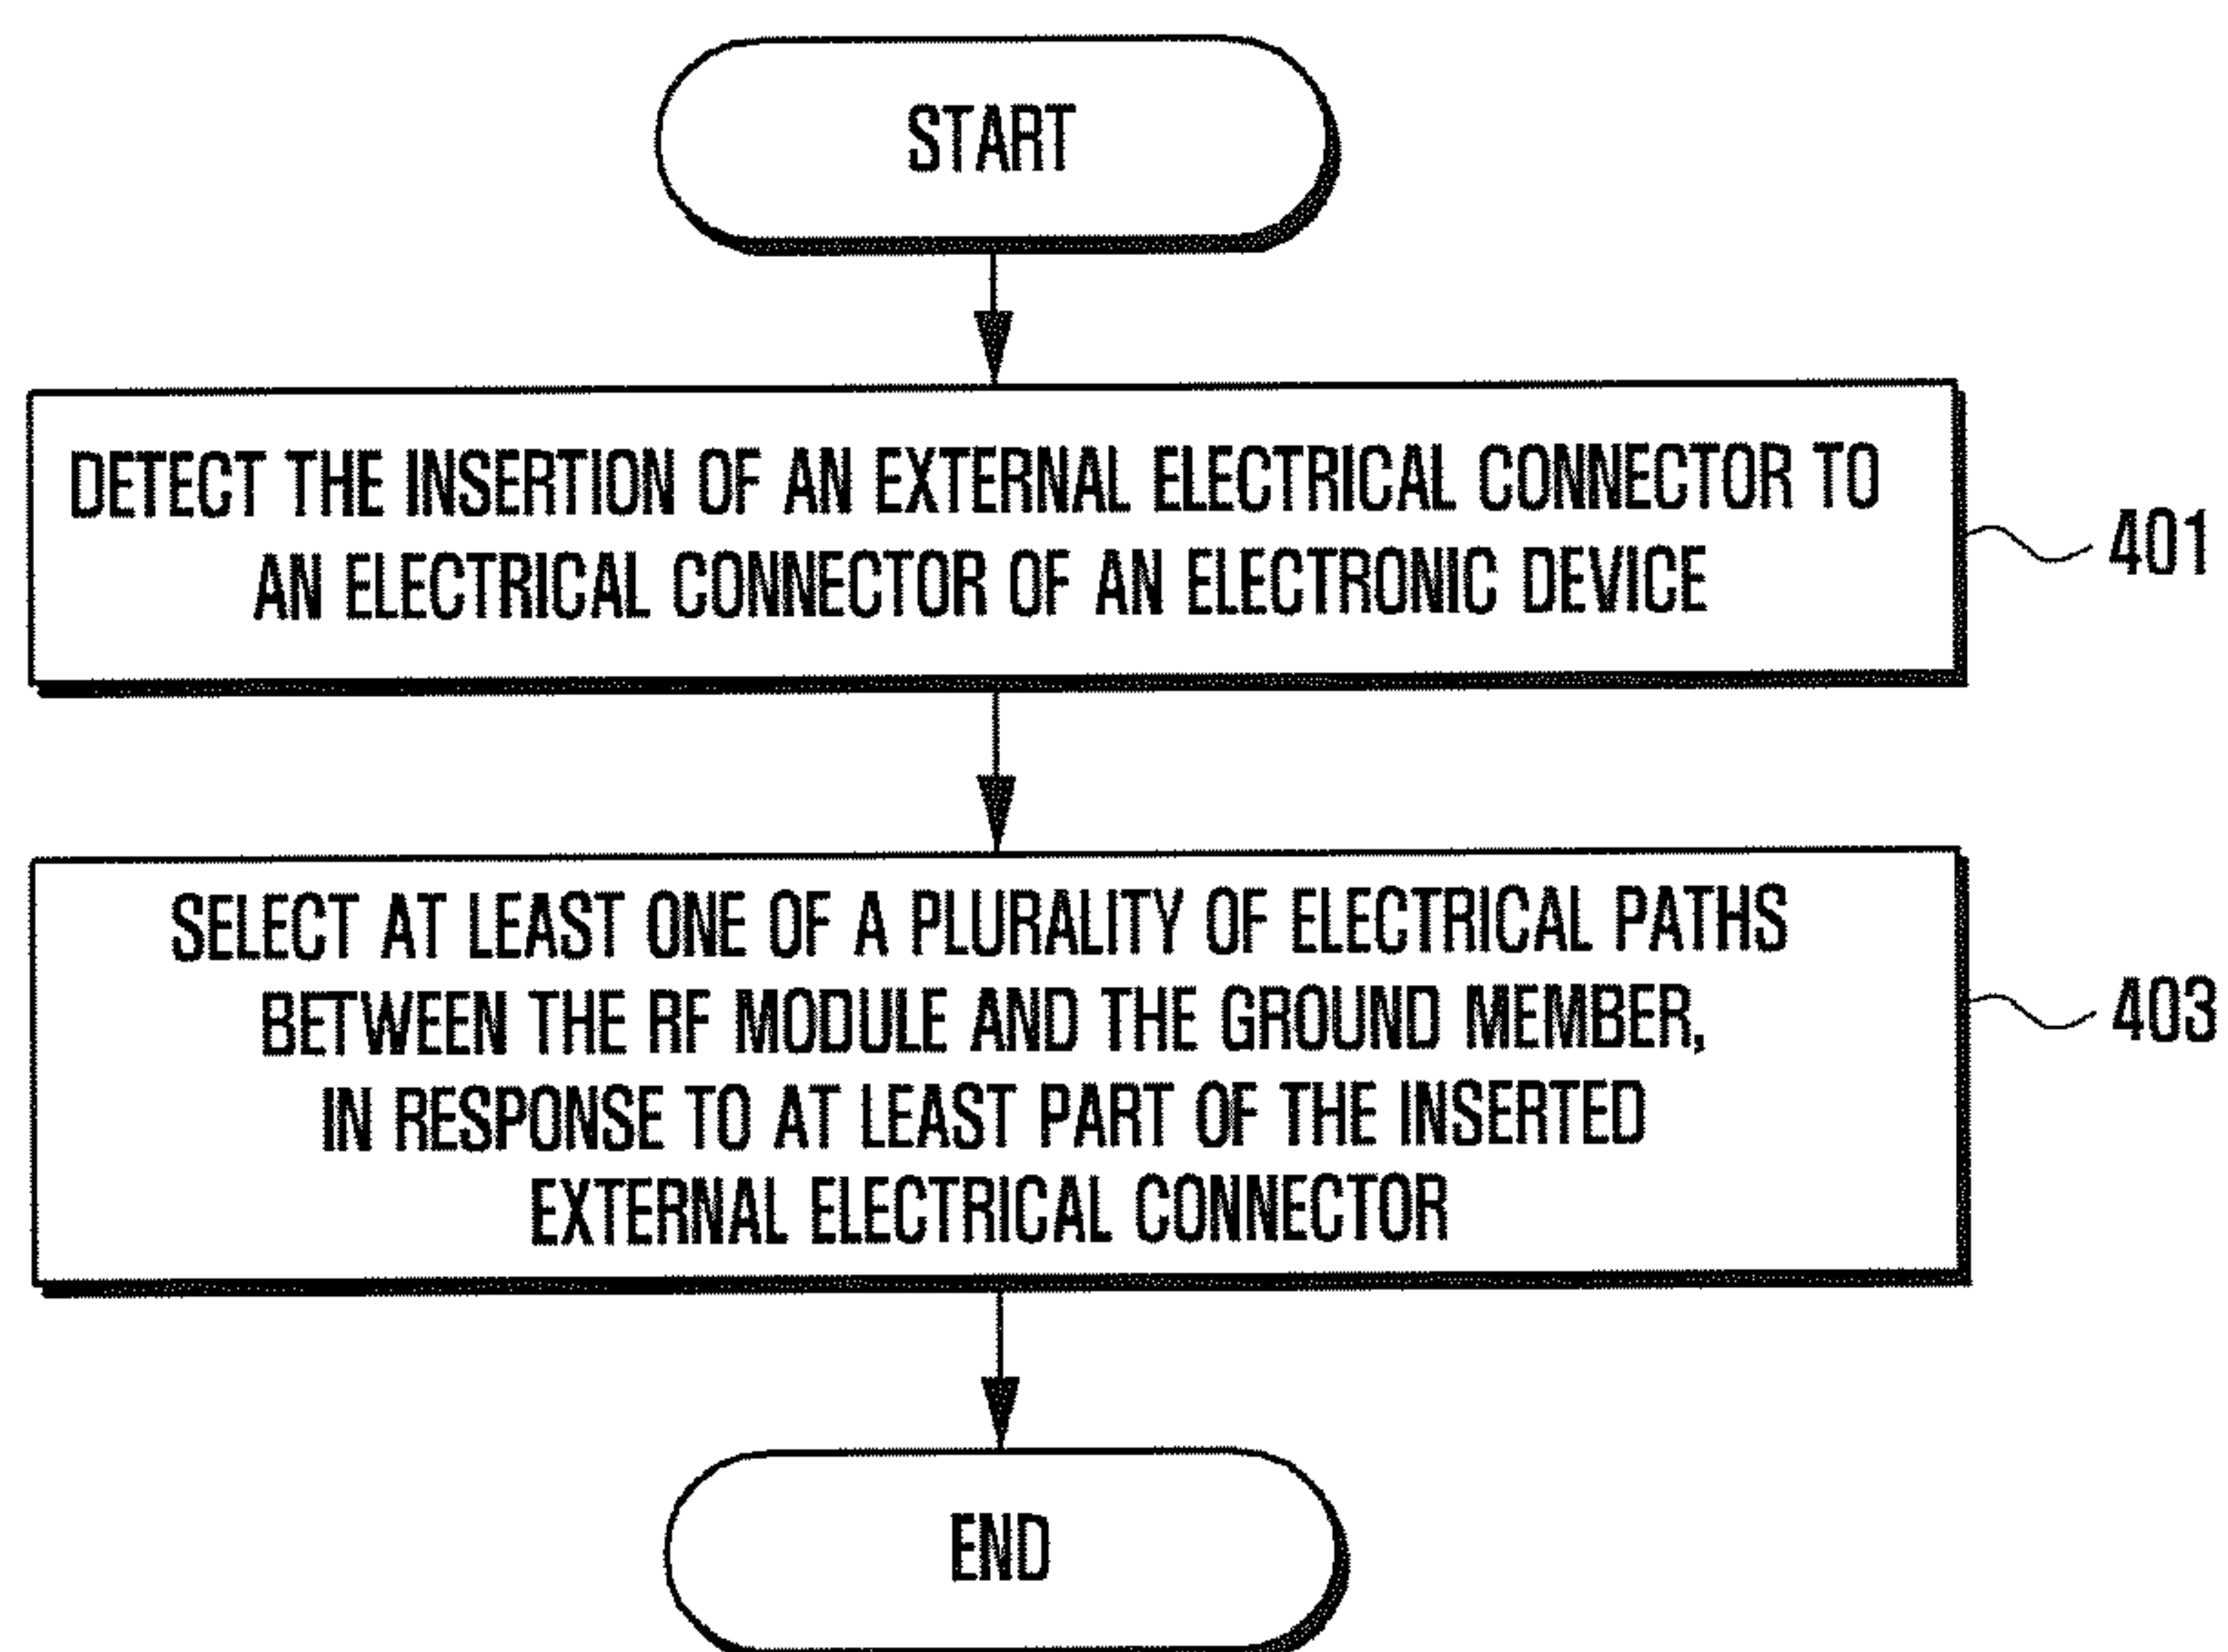 START
DETECT THE INSERTION OF AN EXTERNAL ELECTRICAL CONNECTOR TO
AN ELECTRICAL CONNECTOR OF AN ELECTRONIC DEVICE
401
SELECT AT LEAST ONE OF A PLURALITY OF ELECTRICAL PATHS
BETWEEN THE RF MODULE AND THE GROUND MEMBER,
IN RESPONSE TO AT LEAST PART OF THE INSERTED
EXTERNAL ELECTRICAL CONNECTOR
403
END